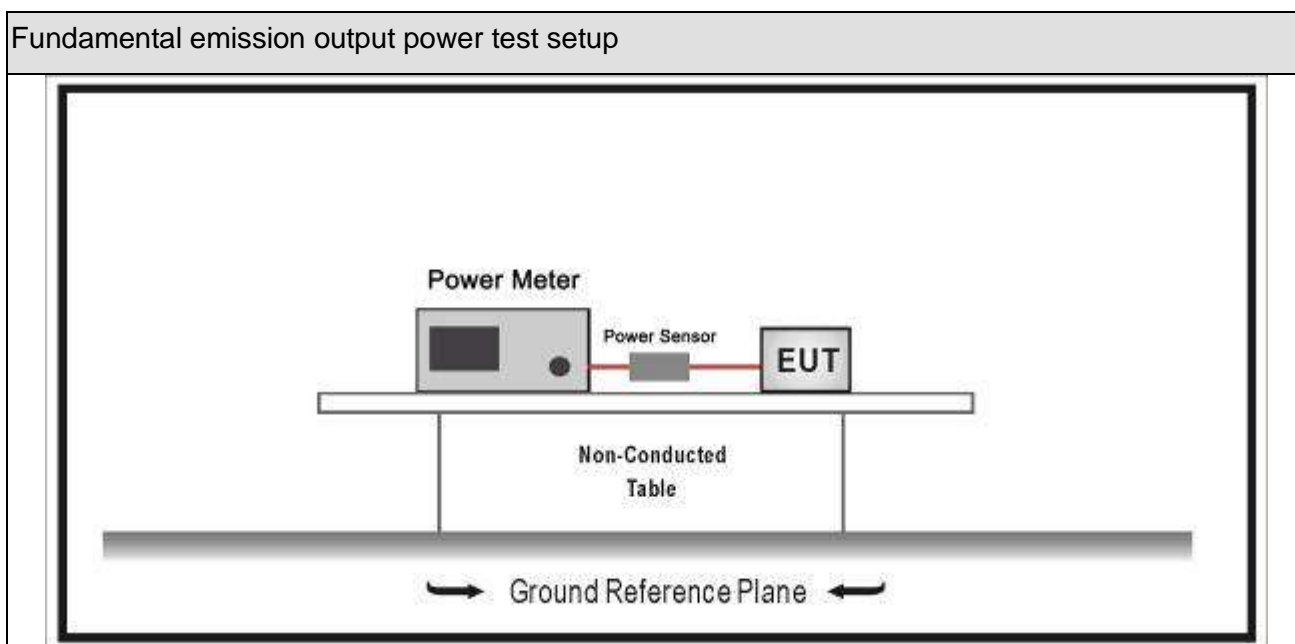 Fundamental emission output power test setup
Power Meter
Power Sensor
EUT
Non-Conducted
Table
Ground Reference Plane